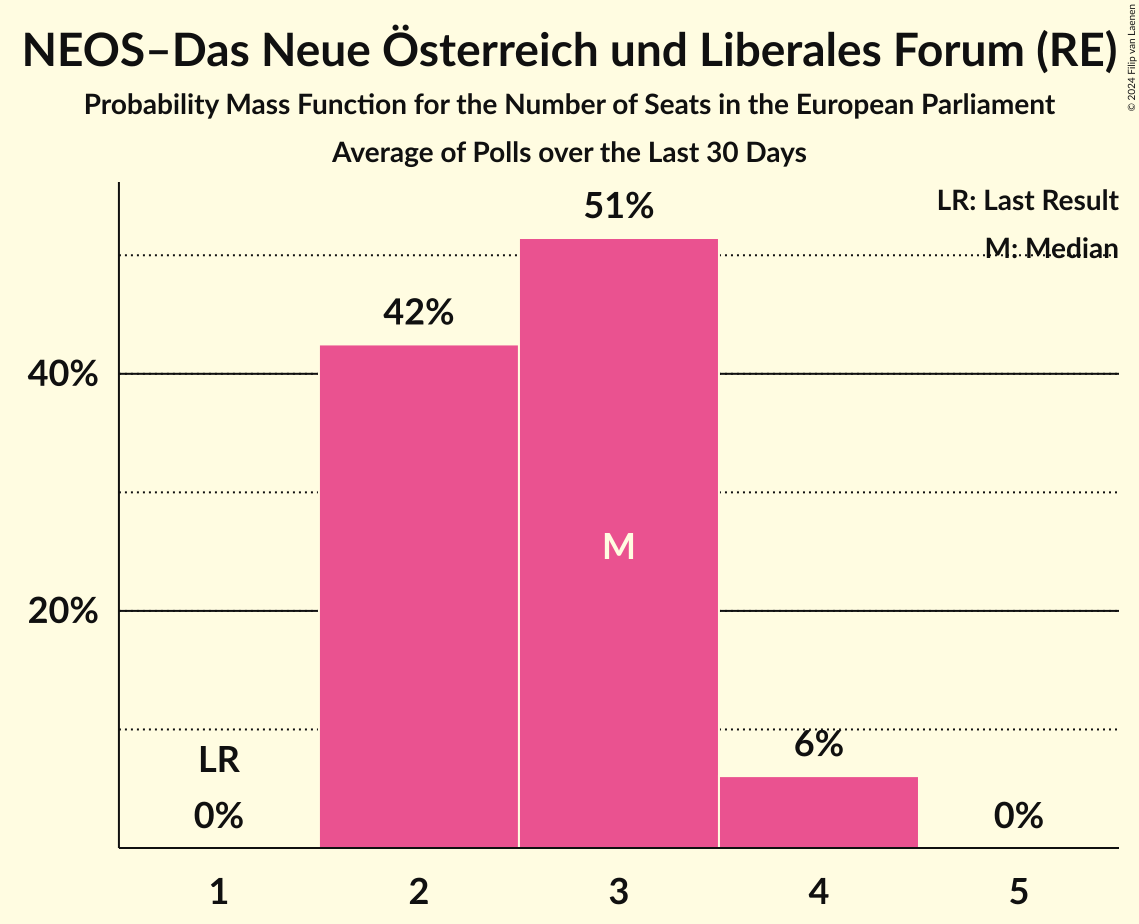 NEOS–Das Neue Österreich und Liberales Forum (RE)
Probability Mass Function for the Number of Seats in the European Parliament
Average of Polls over the Last 30 Days
© 2024 Filip van Laenen
LR: Last Result
M: Median
51%
42%
40%
M
20%
LR
6%
0%
0%
1 2 3 4 5